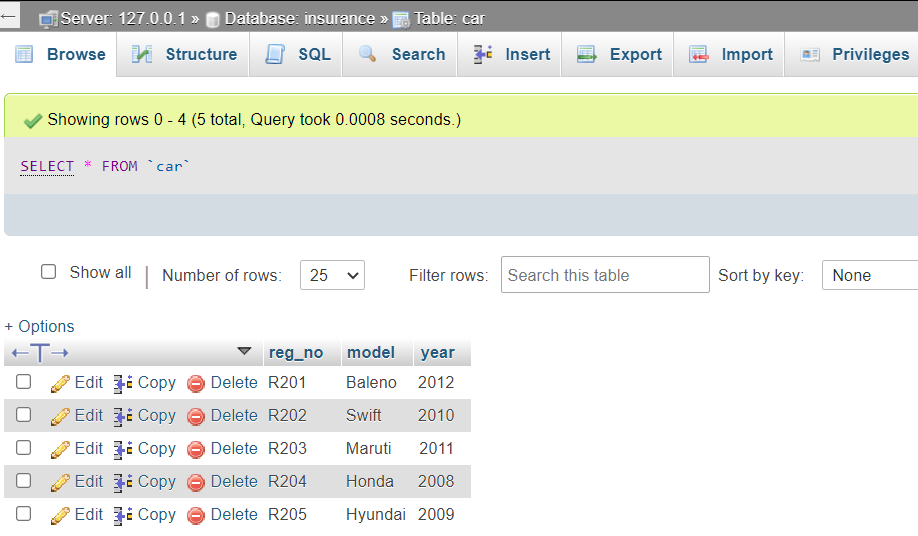 ← Server: 127.0.0.1 » Database: insurance » Table: car
Browse Structure SQL Search Insert Export Import Privileges
Showing rows 0 - 4 (5 total, Query took 0.0008 seconds.)
SELECT * FROM `car`
Show all | Number of rows: 25 Filter rows: Search this table Sort by key: None
+ Options
←T→ reg_no model year
Edit Copy Delete R201 Baleno 2012
Edit Copy Delete R202 Swift 2010
Edit Copy Delete R203 Maruti 2011
Edit Copy Delete R204 Honda 2008
Edit Copy Delete R205 Hyundai 2009